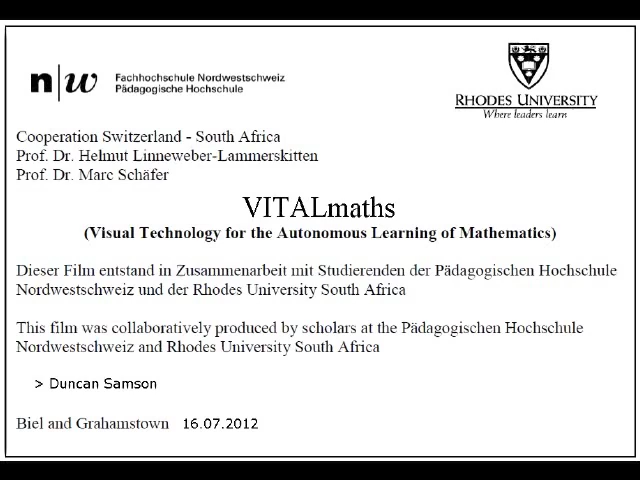 n|w Fachhochschule Nordwestschweiz
Pädagogische Hochschule
RHODES UNIVERSITY
Where leaders learn
Cooperation Switzerland - South Africa
Prof. Dr. Helmut Linneweber-Lammerskitten
Prof. Dr. Marc Schäfer
VITALmaths
(Visual Technology for the Autonomous Learning of Mathematics)
Dieser Film entstand in Zusammenarbeit mit Studierenden der Pädagogischen Hochschule
Nordwestschweiz und der Rhodes University South Africa
This film was collaboratively produced by scholars at the Pädagogischen Hochschule
Nordwestschweiz and Rhodes University South Africa
> Duncan Samson
Biel and Grahamstown 16.07.2012